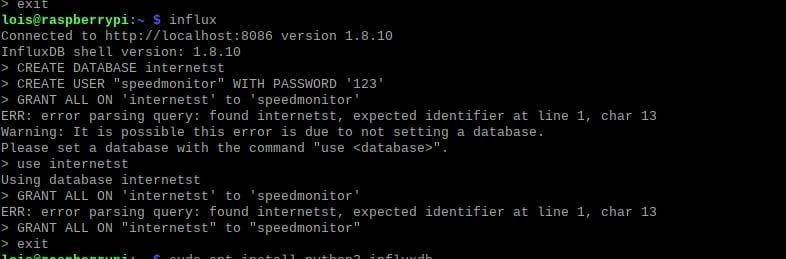 > exit
lois@raspberrypi:~ $ influx
Connected to http://localhost:8086 version 1.8.10
InfluxDB shell version: 1.8.10
> CREATE DATABASE internetst
> CREATE USER "speedmonitor" WITH PASSWORD '123'
> GRANT ALL ON 'internetst' to 'speedmonitor'
ERR: error parsing query: found internetst, expected identifier at line 1, char 13
Warning: It is possible this error is due to not setting a database.
Please set a database with the command "use <database>".
> use internetst
Using database internetst
> GRANT ALL ON 'internetst' to 'speedmonitor'
ERR: error parsing query: found internetst, expected identifier at line 1, char 13
> GRANT ALL ON "internetst" to "speedmonitor"
> exit
lois@raspberrypi:~ $ sudo apt install python3-influxdb